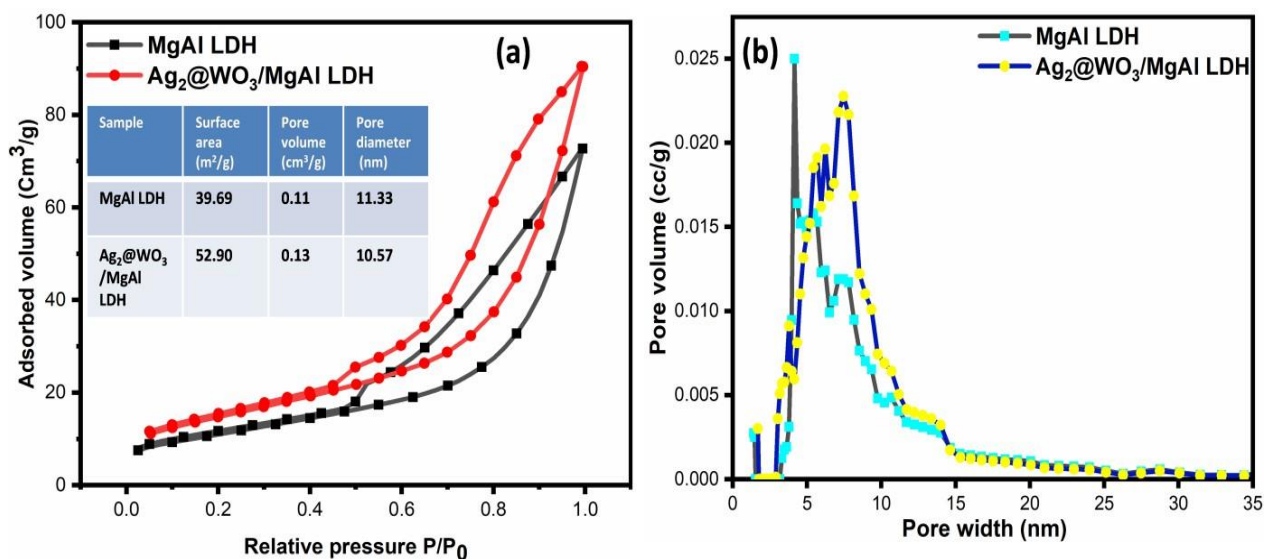 (a)
MgAl LDH
Ag₂@WO₃/MgAl LDH
Sample
Surface area (m²/g)
Pore volume (cm³/g)
Pore diameter (nm)
MgAl LDH
39.69
0.11
11.33
Ag₂@WO₃/MgAl LDH
52.90
0.13
10.57
Adsorbed volume (Cm³/g)
100
80
60
40
20
0
0.0
0.2
0.4
0.6
0.8
1.0
Relative pressure P/P₀
(b)
MgAl LDH
Ag₂@WO₃/MgAl LDH
Pore volume (cc/g)
0.025
0.020
0.015
0.010
0.005
0.000
0
5
10
15
20
25
30
35
Pore width (nm)